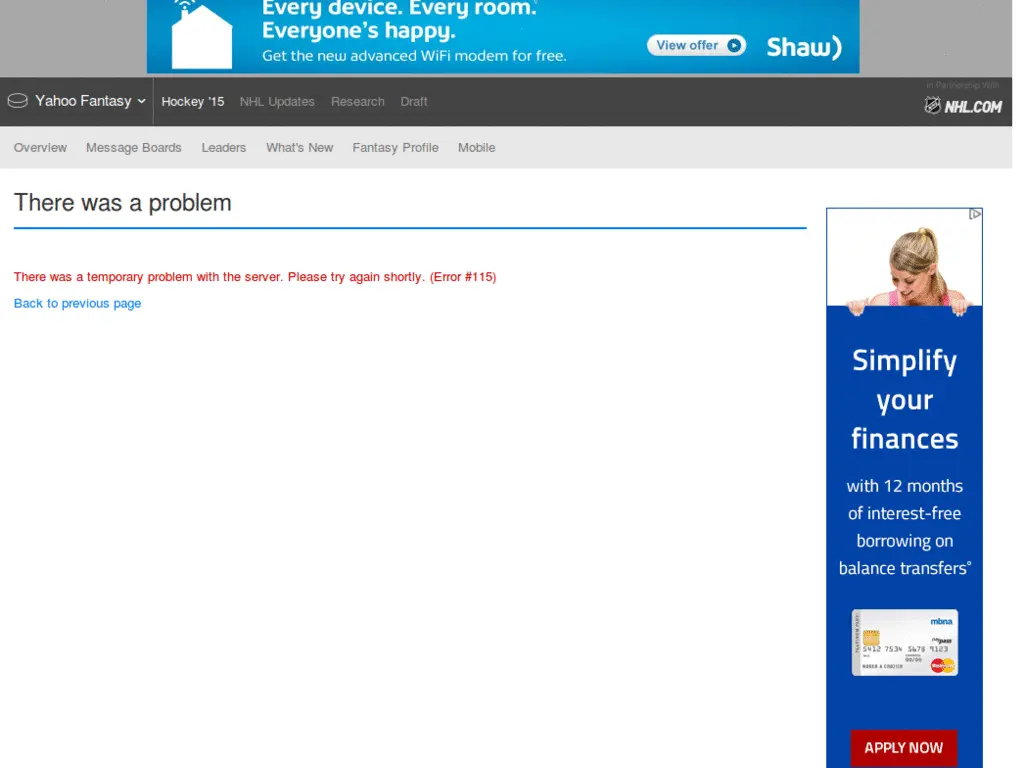 Every device. Every room.
Everyone's happy.
Get the new advanced WiFi modem for free.
View offer
Shaw)
Yahoo Fantasy
Hockey '15
NHL Updates
Research
Draft
In Partnership With
NHL.COM
Overview
Message Boards
Leaders
What's New
Fantasy Profile
Mobile
There was a problem
There was a temporary problem with the server. Please try again shortly. (Error #115)
Back to previous page
Simplify
your
finances
with 12 months
of interest-free
borrowing on
balance transfers°
mbna
5412 7534 5678 9123
MasterCard
APPLY NOW